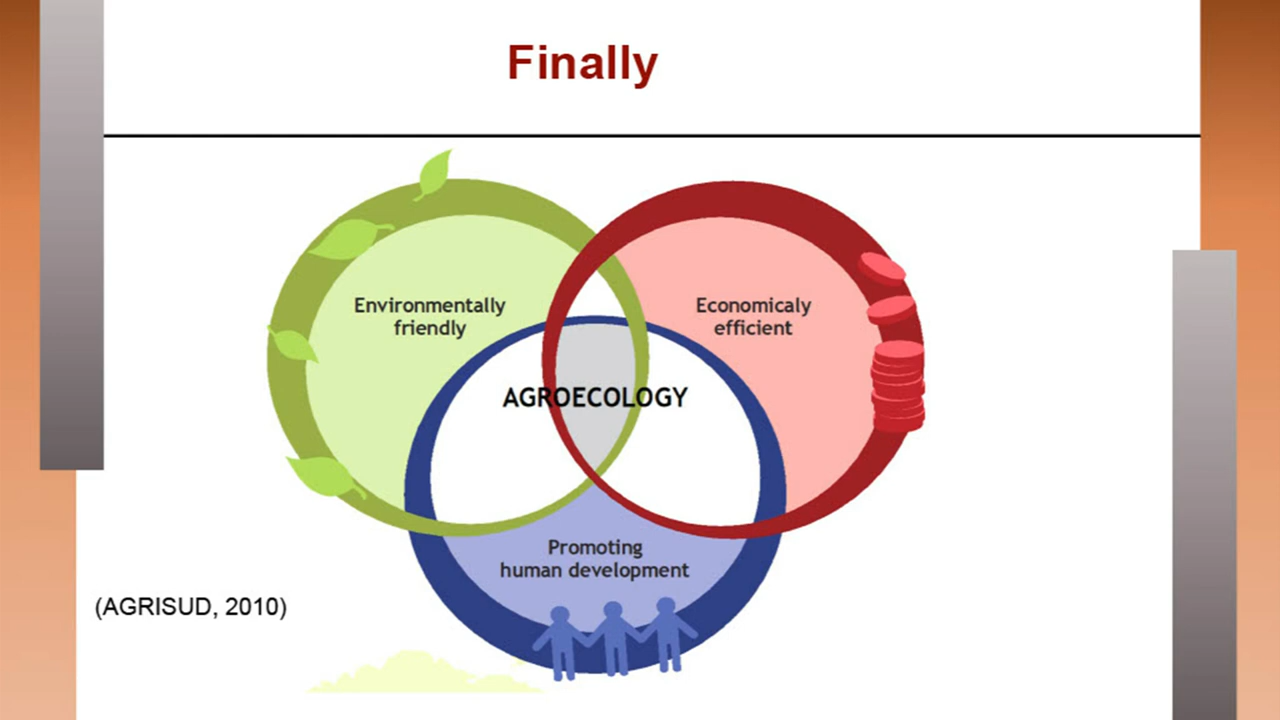 Finally
Environmentally
friendly
Economicaly
efficient
AGROECOLOGY
Promoting
human development
(AGRISUD, 2010)